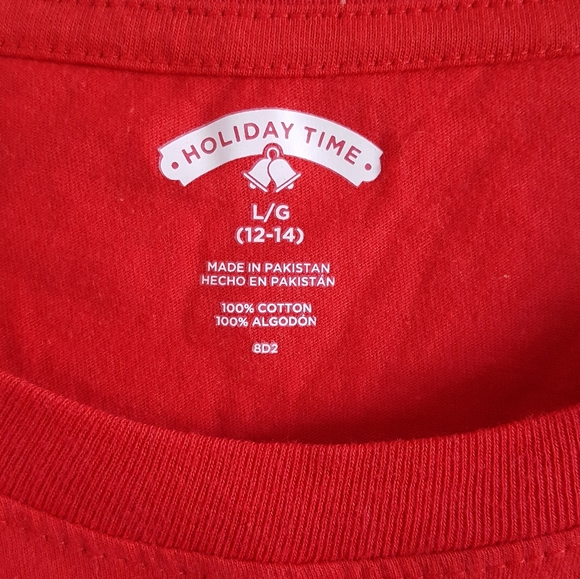 • HOLIDAY TIME •
L/G
(12-14)
MADE IN PAKISTAN
HECHO EN PAKISTÁN
100% COTTON
100% ALGODÓN
8D2